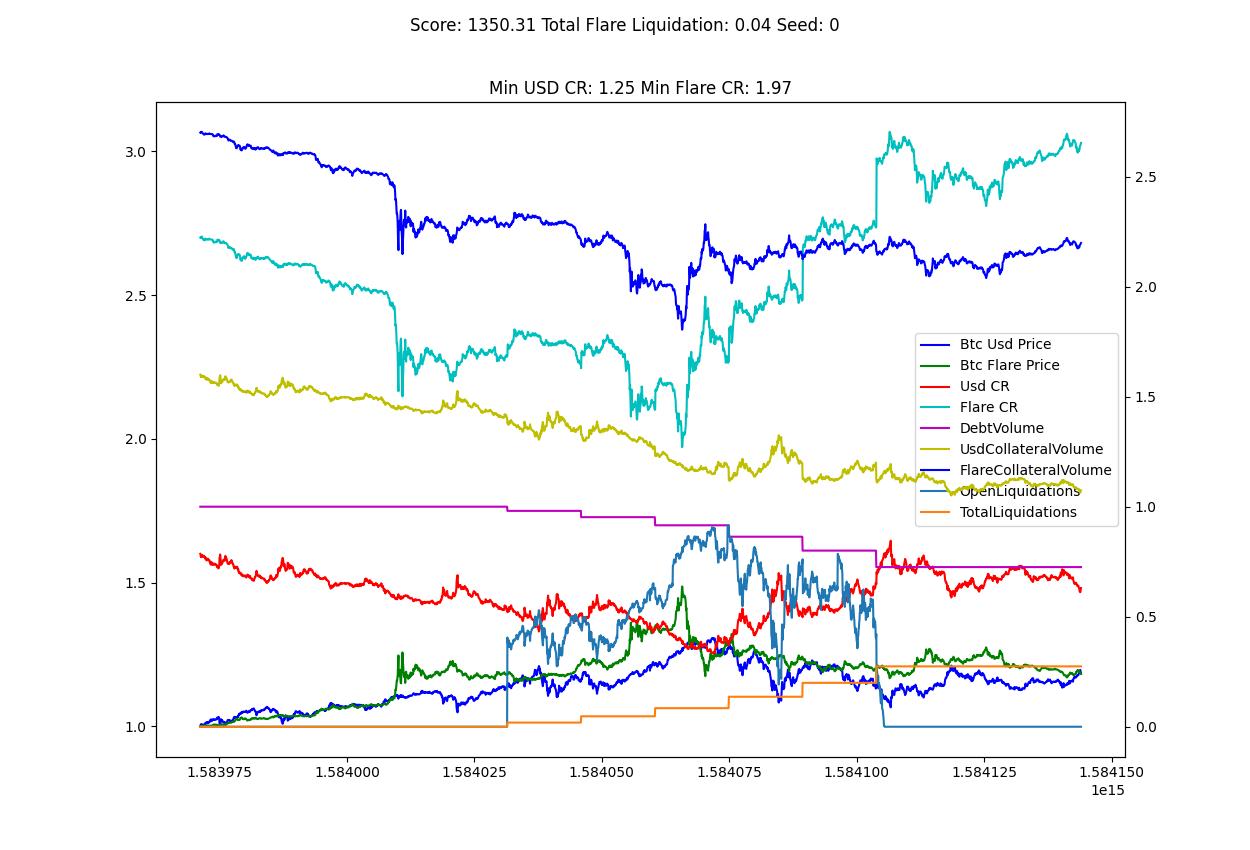 Score: 1350.31 Total Flare Liquidation: 0.04 Seed: 0
Min USD CR: 1.25 Min Flare CR: 1.97
3.0
2.5
2.0
1.5
1.0
2.5
2.0
1.5
1.0
0.5
0.0
Btc Usd Price
Btc Flare Price
Usd CR
Flare CR
DebtVolume
UsdCollateralVolume
FlareCollateralVolume
OpenLiquidations
TotalLiquidations
1.583975 1.584000 1.584025 1.584050 1.584075 1.584100 1.584125 1.584150
1e15